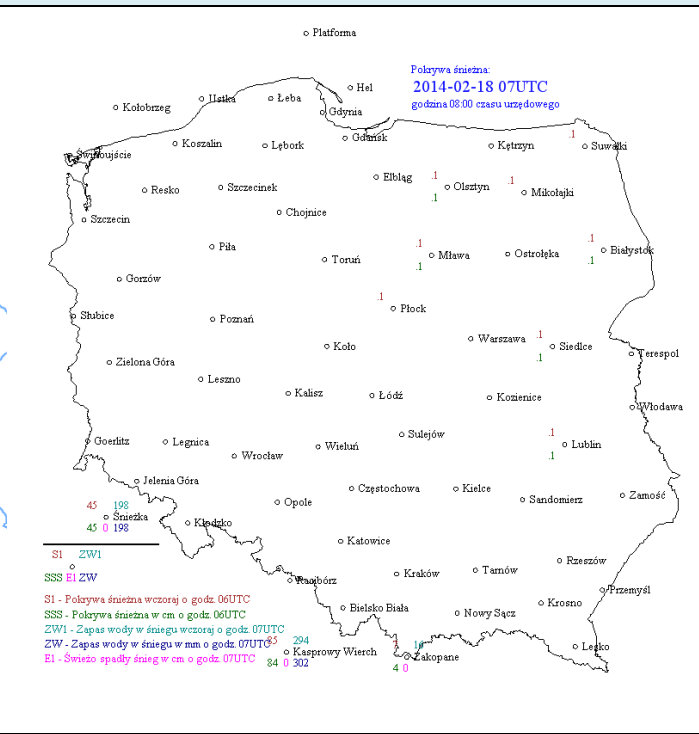 Platforma
Pokrywa śnieżna:
2014-02-18 07UTC
godzina 08:00 czasu urzędowego
Hel
Ustka
Łeba
Kołobrzeg
Gdynia
Gdańsk
.1
Koszalin
Lębork
Kętrzyn
Suwałki
Świnoujście
Elbląg
.1
Olsztyn
.1
Mikołajki
.1
Resko
Szczecinek
Chojnice
Szczecin
Piła
.1
Mława
.1
Ostrołęka
.1
Białystok
.1
Toruń
Gorzów
.1
Płock
Słubice
Poznań
Koło
Warszawa
.1
Siedlce
.1
Terespol
Zielona Góra
Leszno
Kalisz
Łódź
Kozienice
Włodawa
Goerlitz
Legnica
Wrocław
Wieluń
Sulejów
.1
Lublin
.1
Jelenia Góra
Częstochowa
Kielce
Sandomierz
Zamość
Opole
45 198
Śnieżka
45 0 198
Kłodzko
Katowice
S1 ZW1
SSS E1 ZW
Racibórz
Kraków
Tarnów
Rzeszów
Przemyśl
S1 - Pokrywa śnieżna wczoraj o godz. 06UTC
SSS - Pokrywa śnieżna w cm o godz. 06UTC
ZW1 - Zapas wody w śniegu wczoraj o godz. 07UTC
ZW - Zapas wody w śniegu w mm o godz. 07UTC
E1 - Świeżo spadły śnieg w cm o godz. 07UTC
Bielsko Biała
Nowy Sącz
Krosno
Lesko
85 294
Kasprowy Wierch
84 0 302
Zakopane
4 0